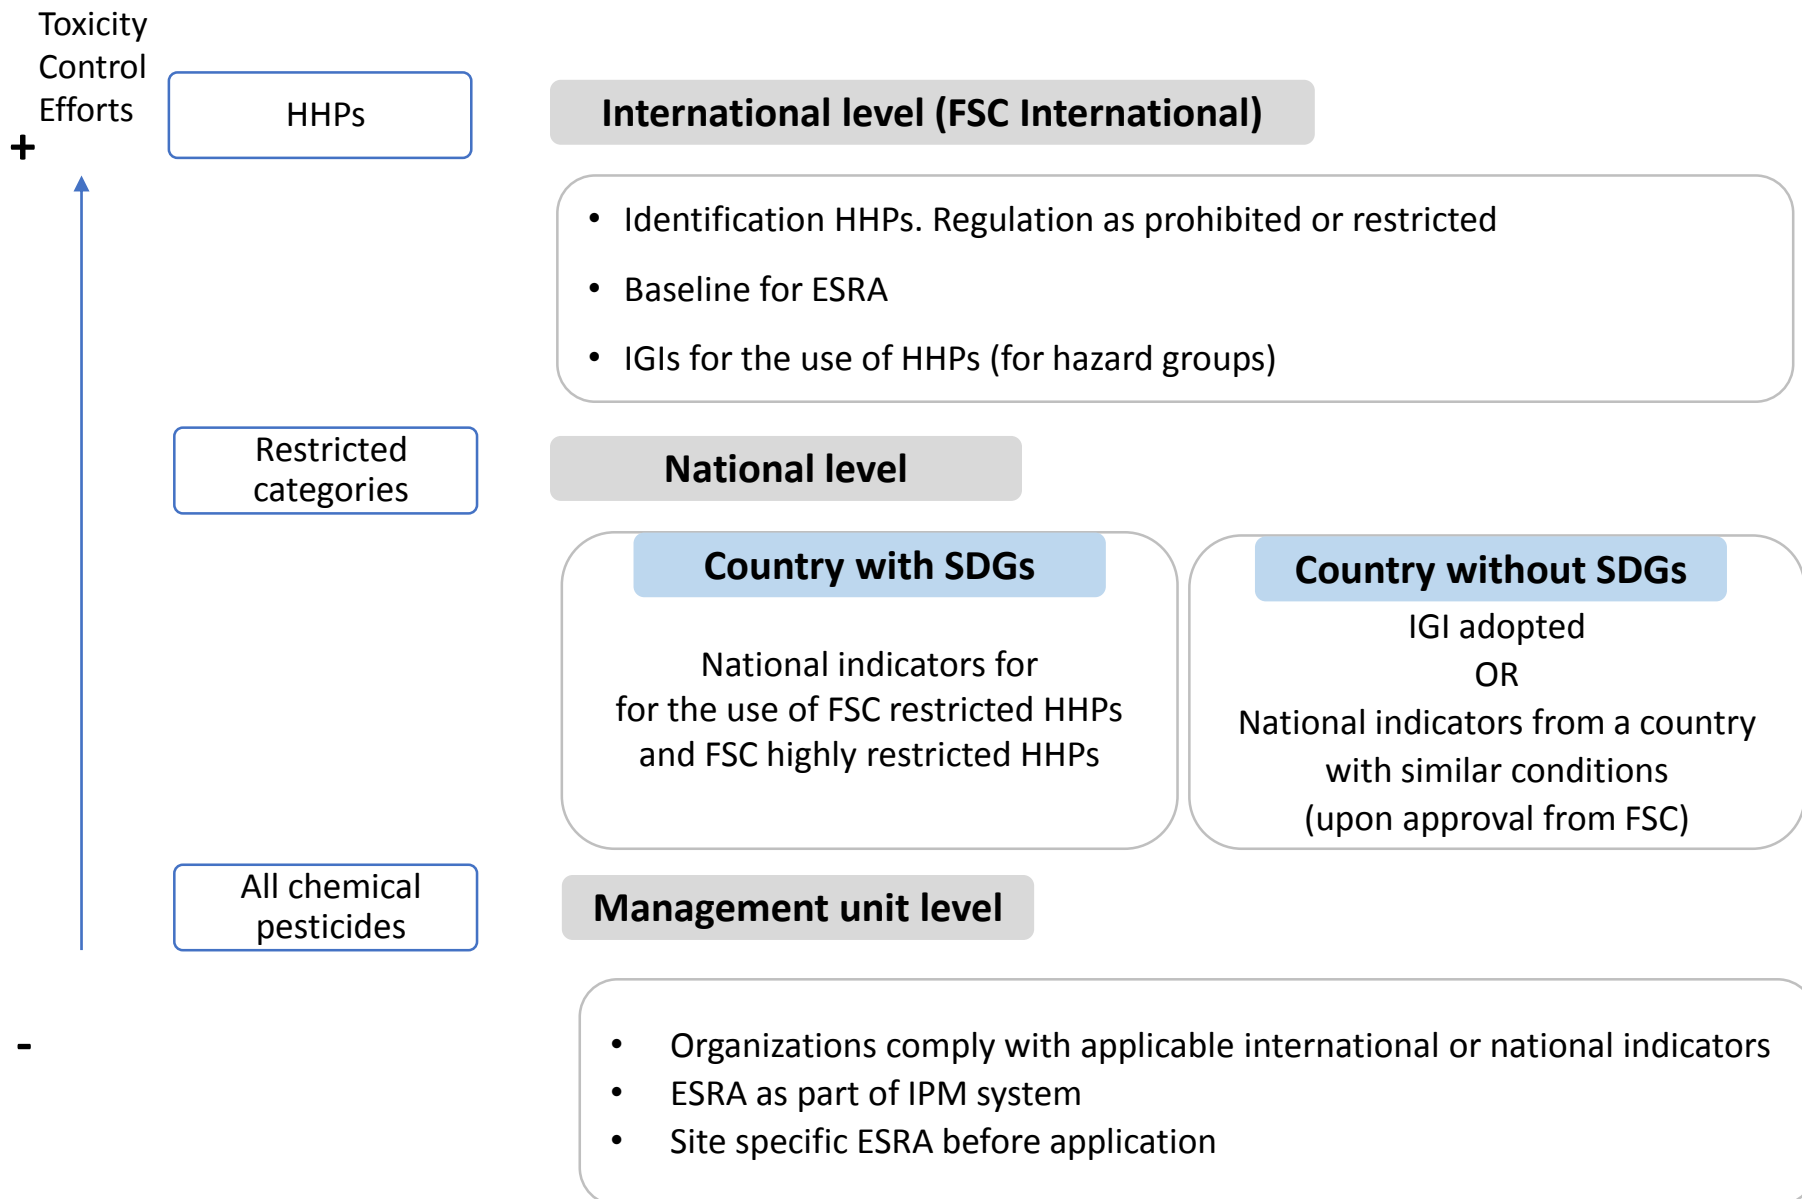 Toxicity
Control
Efforts
+
HHPs
International level (FSC International)
• Identification HHPs. Regulation as prohibited or restricted
• Baseline for ESRA
• IGIs for the use of HHPs (for hazard groups)
Restricted
categories
National level
Country with SDGs
National indicators for
for the use of FSC restricted HHPs
and FSC highly restricted HHPs
Country without SDGs
IGI adopted
OR
National indicators from a country
with similar conditions
(upon approval from FSC)
All chemical
pesticides
Management unit level
-
• Organizations comply with applicable international or national indicators
• ESRA as part of IPM system
• Site specific ESRA before application